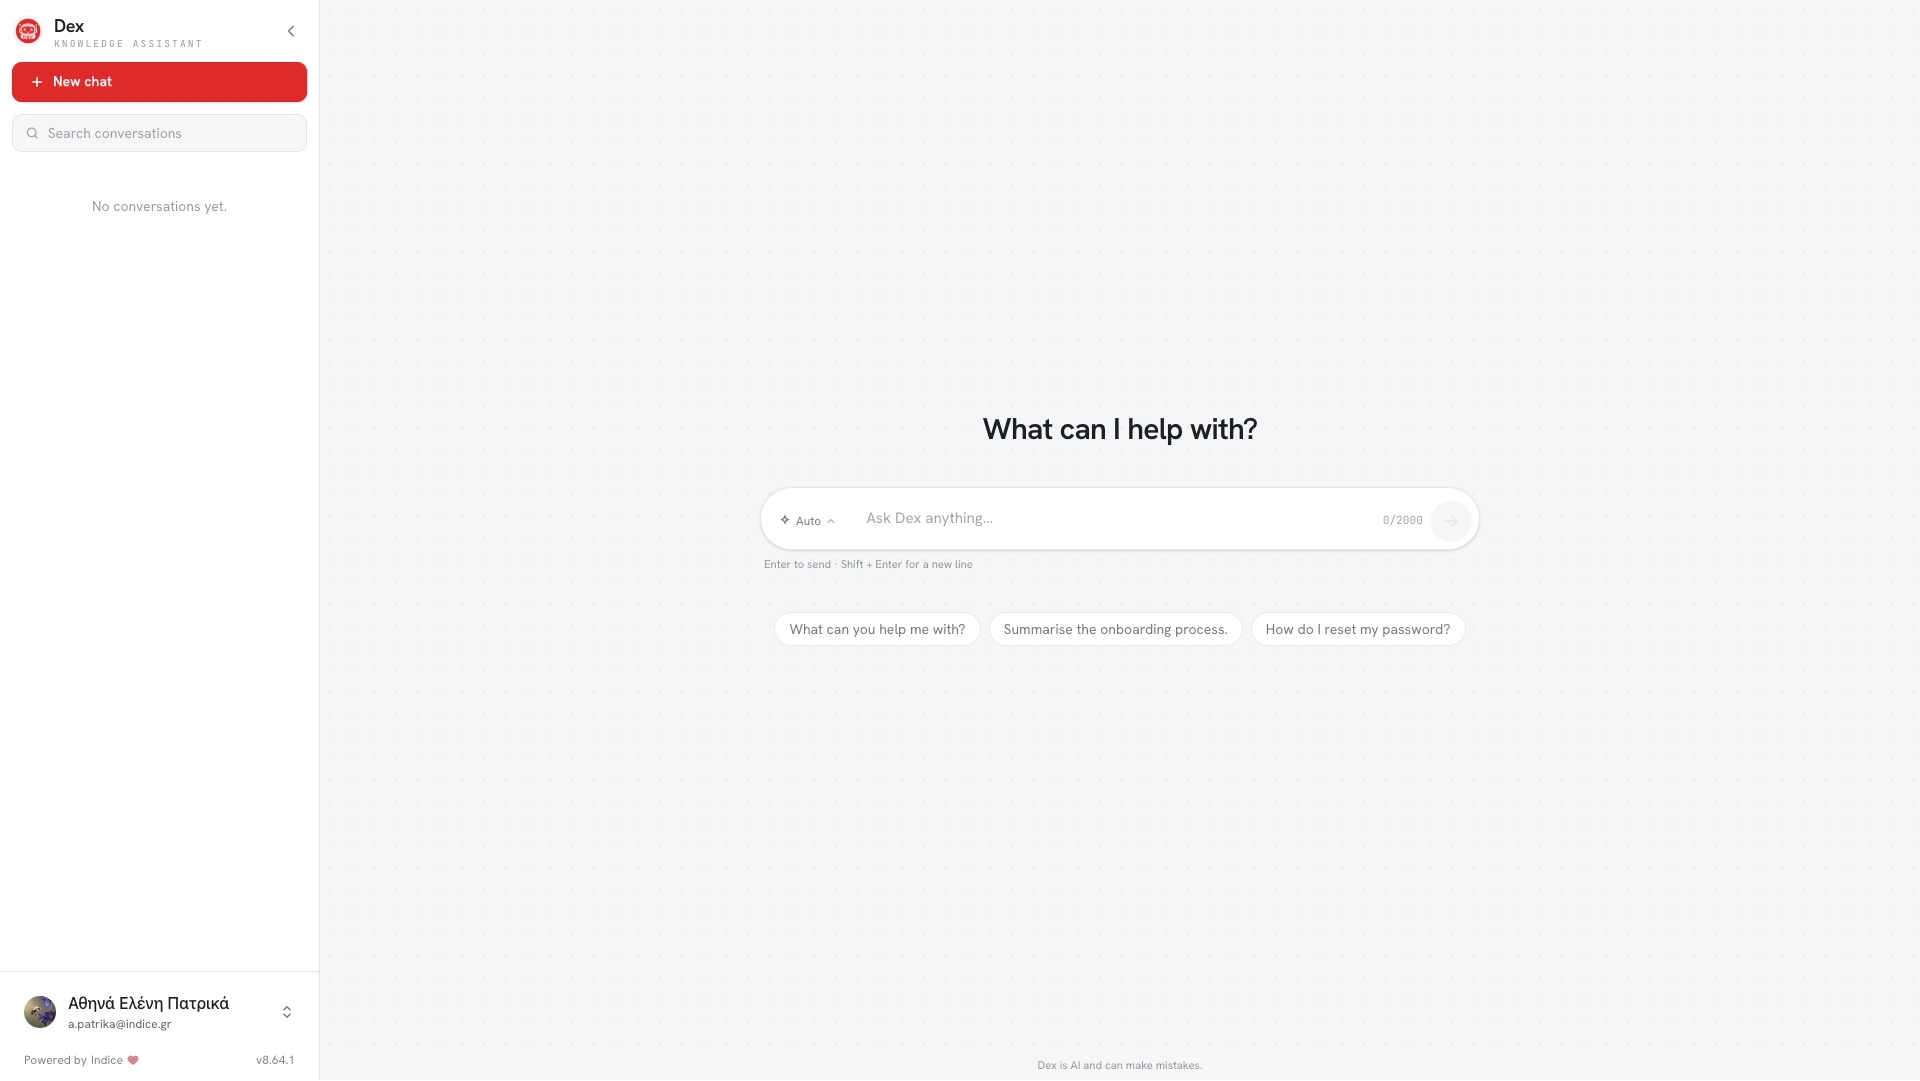 Dex
KNOWLEDGE ASSISTANT
New chat
Search conversations
No conversations yet.
What can I help with?
Auto
Ask Dex anything...
0/2000
Enter to send · Shift + Enter for a new line
What can you help me with?
Summarise the onboarding process.
How do I reset my password?
Αθηνά Ελένη Πατρικά
a.patrika@indice.gr
Powered by Indice
v8.64.1
Dex is AI and can make mistakes.